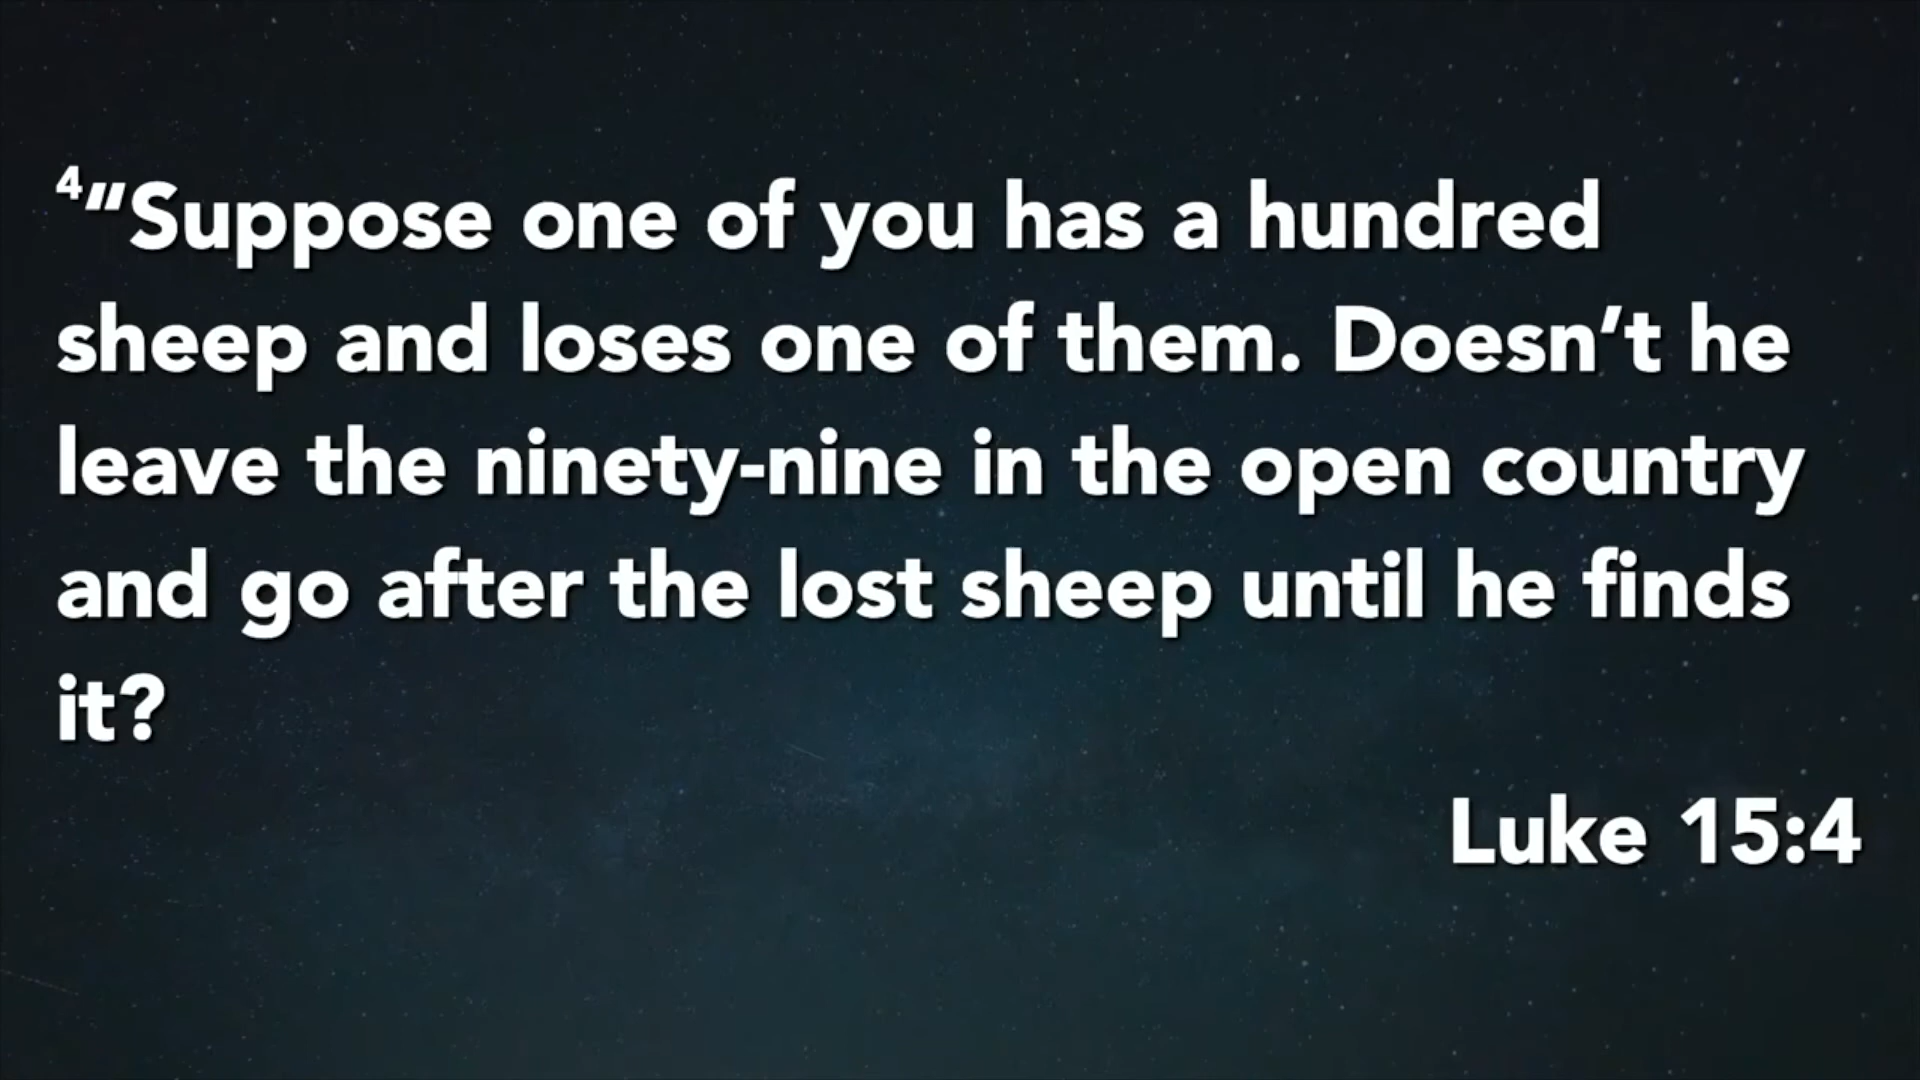 ⁴“Suppose one of you has a hundred
sheep and loses one of them. Doesn’t he
leave the ninety-nine in the open country
and go after the lost sheep until he finds
it?
Luke 15:4